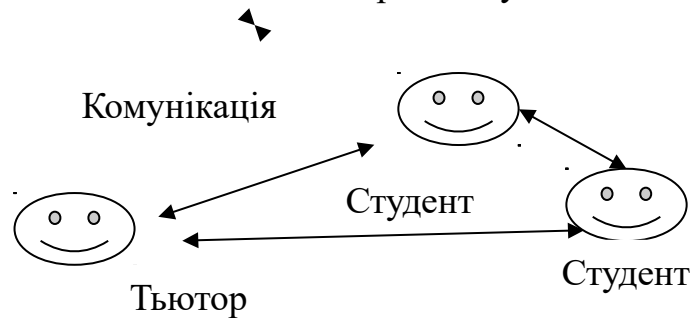 Комунікація
Студент
Студент
Тьютор